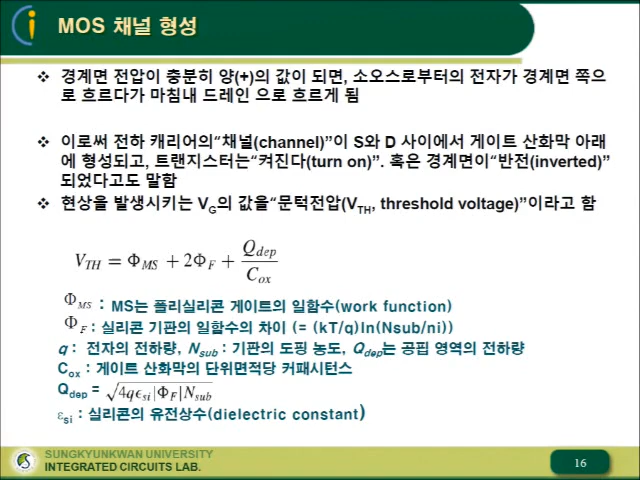 MOS 채널 형성
❖ 경계면 전압이 충분히 양(+)의 값이 되면, 소오스로부터의 전자가 경계면 쪽으
로 흐르다가 마침내 드레인 으로 흐르게 됨
❖ 이로써 전하 캐리어의“채널(channel)”이 S와 D 사이에서 게이트 산화막 아래
에 형성되고, 트랜지스터는“켜진다(turn on)”. 혹은 경계면이“반전(inverted)”
되었다고도 말함
❖ 현상을 발생시키는 V_G의 값을“문턱전압(V_TH, threshold voltage)”이라고 함
V_TH = Φ_MS + 2Φ_F + Q_dep / C_ox
Φ_MS : MS는 폴리실리콘 게이트의 일함수(work function)
Φ_F : 실리콘 기판의 일함수의 차이 (= (kT/q)ln(Nsub/ni))
q : 전자의 전하량, N_sub : 기판의 도핑 농도, Q_dep는 공핍 영역의 전하량
C_ox : 게이트 산화막의 단위면적당 커패시턴스
Q_dep = √4qϵ_si|Φ_F|N_sub
ε_si : 실리콘의 유전상수(dielectric constant)
SUNGKYUNKWAN UNIVERSITY
INTEGRATED CIRCUITS LAB.
16